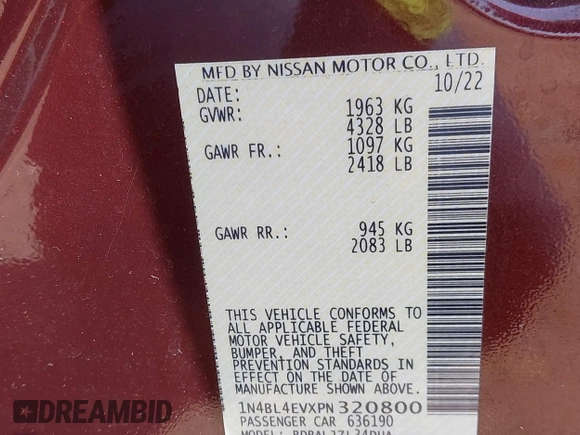 MFD BY NISSAN MOTOR CO., LTD.
DATE: 10/22
GVWR: 1963 KG
4328 LB
GAWR FR.: 1097 KG
2418 LB
GAWR RR.: 945 KG
2083 LB
THIS VEHICLE CONFORMS TO
ALL APPLICABLE FEDERAL
MOTOR VEHICLE SAFETY,
BUMPER, AND THEFT
PREVENTION STANDARDS IN
EFFECT ON THE DATE OF
MANUFACTURE SHOWN ABOVE.
1N4BL4EVXPN320800
PASSENGER CAR 636190
MODEL:
DREAMBID